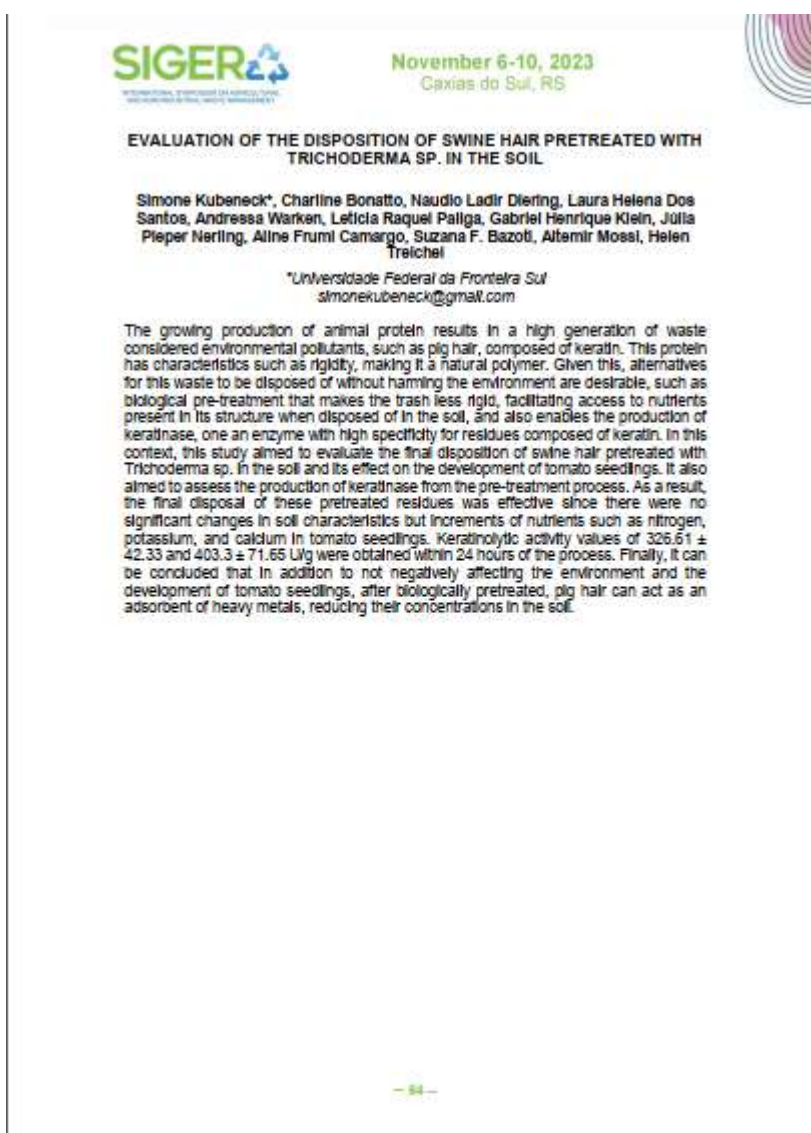 SIGER
INTERNATIONAL SYMPOSIUM ON AGRICULTURAL
AND AGROINDUSTRIAL WASTE MANAGEMENT
November 6-10, 2023
Caxias do Sul, RS
EVALUATION OF THE DISPOSITION OF SWINE HAIR PRETREATED WITH
TRICHODERMA SP. IN THE SOIL
Simone Kubeneck*, Charline Bonatto, Naudio Ladir Diering, Laura Helena Dos
Santos, Andressa Warken, Leticia Raquel Paliga, Gabriel Henrique Klein, Júlia
Pieper Nerling, Aline Frumi Camargo, Suzana F. Bazoti, Altemir Mossi, Helen
Treichel
*Universidade Federal da Fronteira Sul
simonekubeneck@gmail.com
The growing production of animal protein results in a high generation of waste
considered environmental pollutants, such as pig hair, composed of keratin. This protein
has characteristics such as rigidity, making it a natural polymer. Given this, alternatives
for this waste to be disposed of without harming the environment are desirable, such as
biological pre-treatment that makes the trash less rigid, facilitating access to nutrients
present in its structure when disposed of in the soil, and also enables the production of
keratinase, one an enzyme with high specificity for residues composed of keratin. In this
context, this study aimed to evaluate the final disposition of swine hair pretreated with
Trichoderma sp. in the soil and its effect on the development of tomato seedlings. It also
aimed to assess the production of keratinase from the pre-treatment process. As a result,
the final disposal of these pretreated residues was effective since there were no
significant changes in soil characteristics but increments of nutrients such as nitrogen,
potassium, and calcium in tomato seedlings. Keratinolytic activity values of 326.61 ±
42.33 and 403.3 ± 71.65 U/g were obtained within 24 hours of the process. Finally, it can
be concluded that in addition to not negatively affecting the environment and the
development of tomato seedlings, after biologically pretreated, pig hair can act as an
adsorbent of heavy metals, reducing their concentrations in the soil.
— 64 —